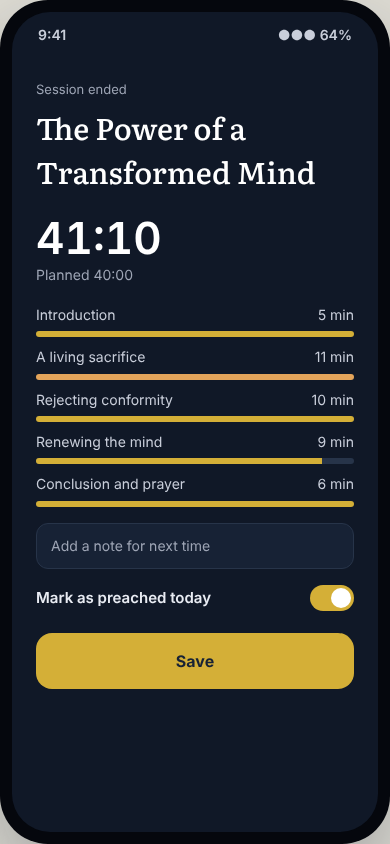 9:41
64%
Session ended
The Power of a
Transformed Mind
41:10
Planned 40:00
Introduction 5 min
A living sacrifice 11 min
Rejecting conformity 10 min
Renewing the mind 9 min
Conclusion and prayer 6 min
Add a note for next time
Mark as preached today
Save